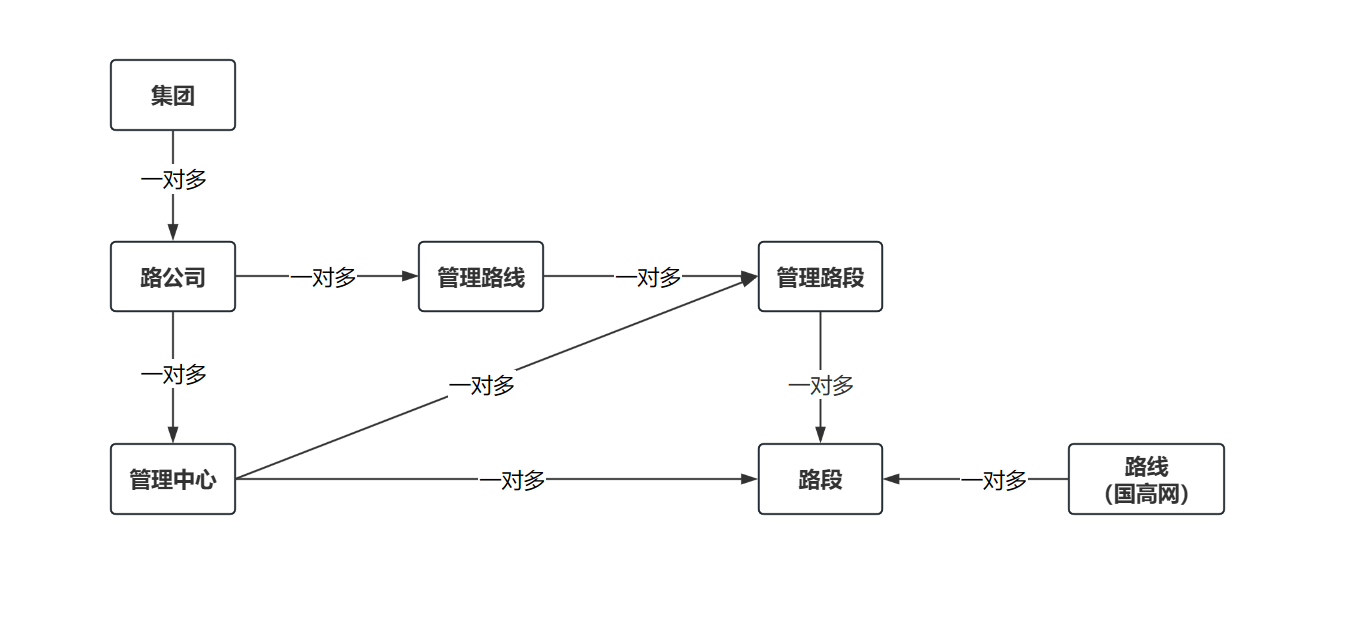 集团
一对多
路公司
一对多
管理路线
一对多
管理路段
一对多
一对多
一对多
管理中心
一对多
路段
一对多
路线
（国高网）